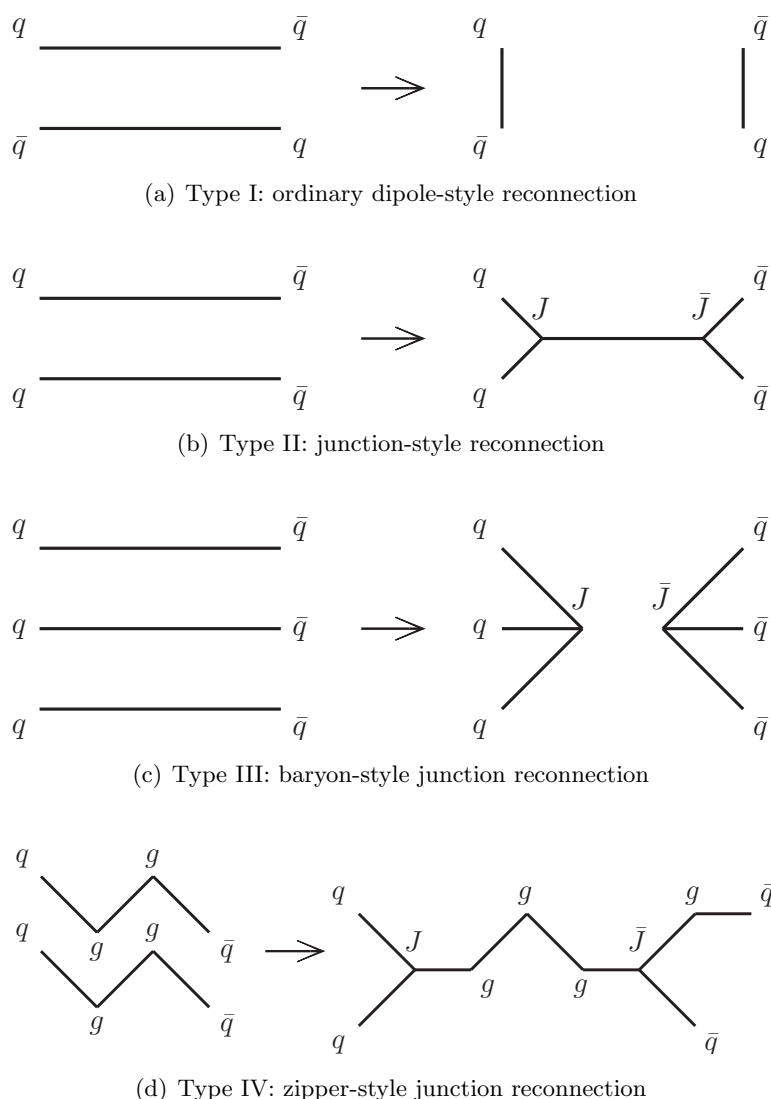 q q̄ q q̄
q̄ q q̄ q
(a) Type I: ordinary dipole-style reconnection
q q̄ q J J̄ q̄
q q̄ q q̄
(b) Type II: junction-style reconnection
q q̄ q q̄
q q̄ q J J̄ q̄
q q̄ q q̄
(c) Type III: baryon-style junction reconnection
q g q g g q̄
g g q̄ J g g J̄
g q̄ q q̄
(d) Type IV: zipper-style junction reconnection